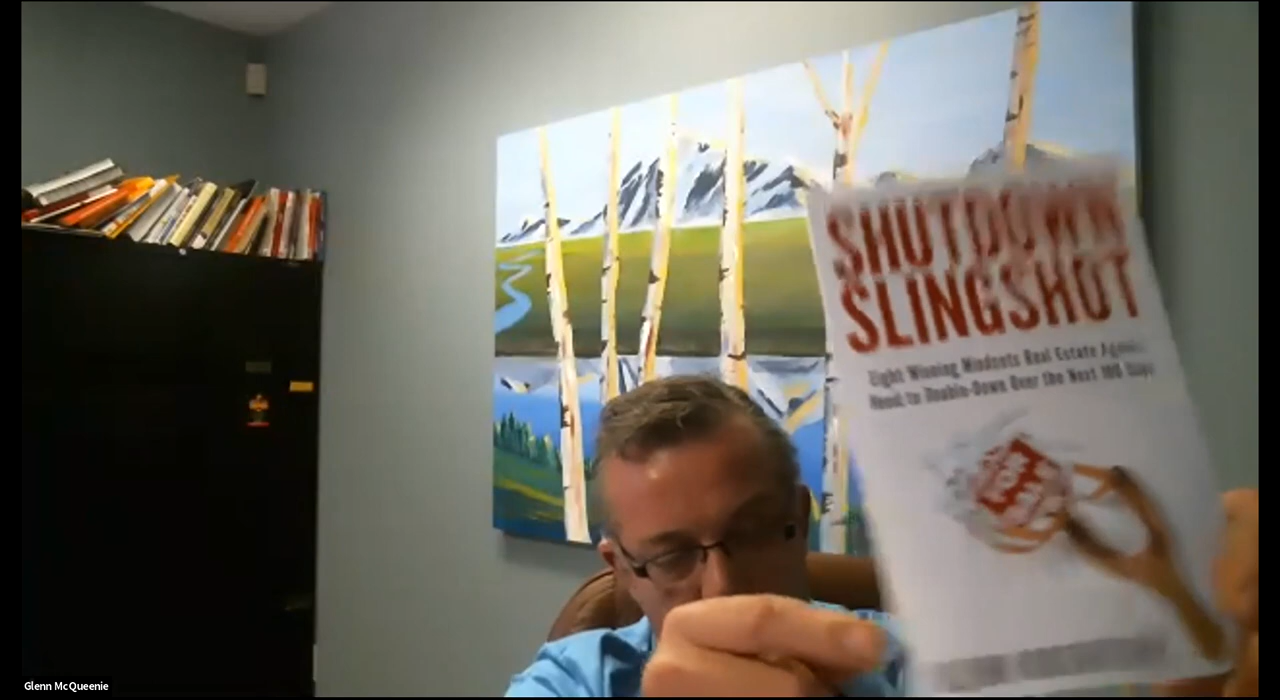 SHUTDOWN
SLINGSHOT
Eight Winning Mindsets Real Estate Agents
Need to Double-Down Over the Next 100 Days
Glenn McQueenie